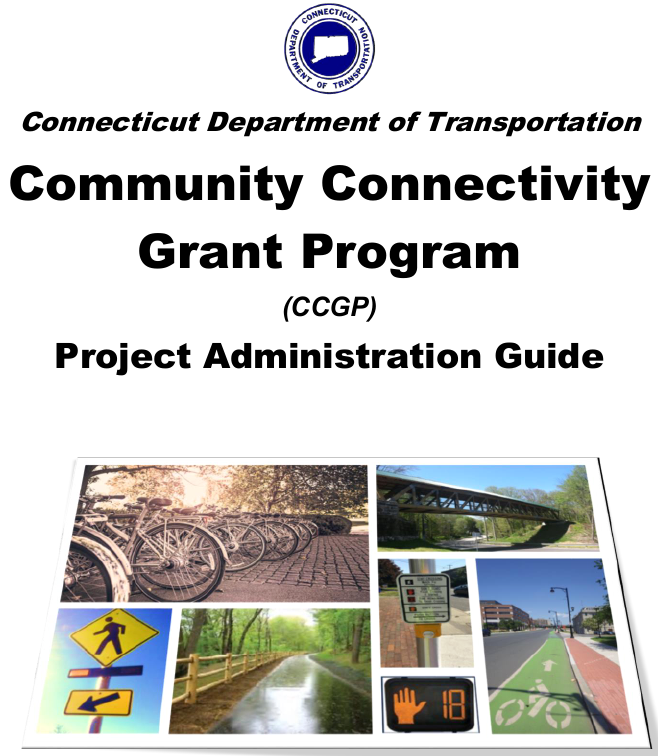 CONNECTICUT
DEPARTMENT OF TRANSPORTATION
Connecticut Department of Transportation
Community Connectivity
Grant Program
(CCGP)
Project Administration Guide
18